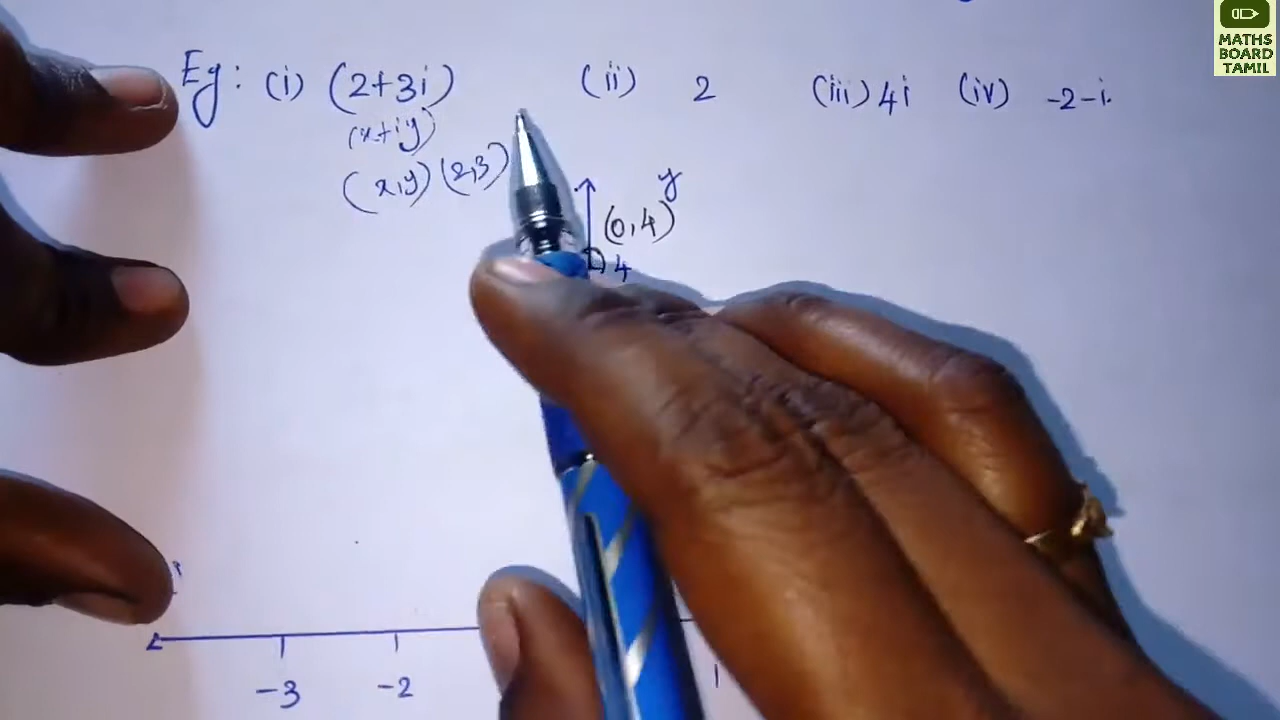 MATHS
BOARD
TAMIL
Eg: (i) (2+3i) (ii) 2 (iii) 4i (iv) -2-i
(x+iy)
(x,y) (2,3)
y
(0,4)
4
-3 -2 1